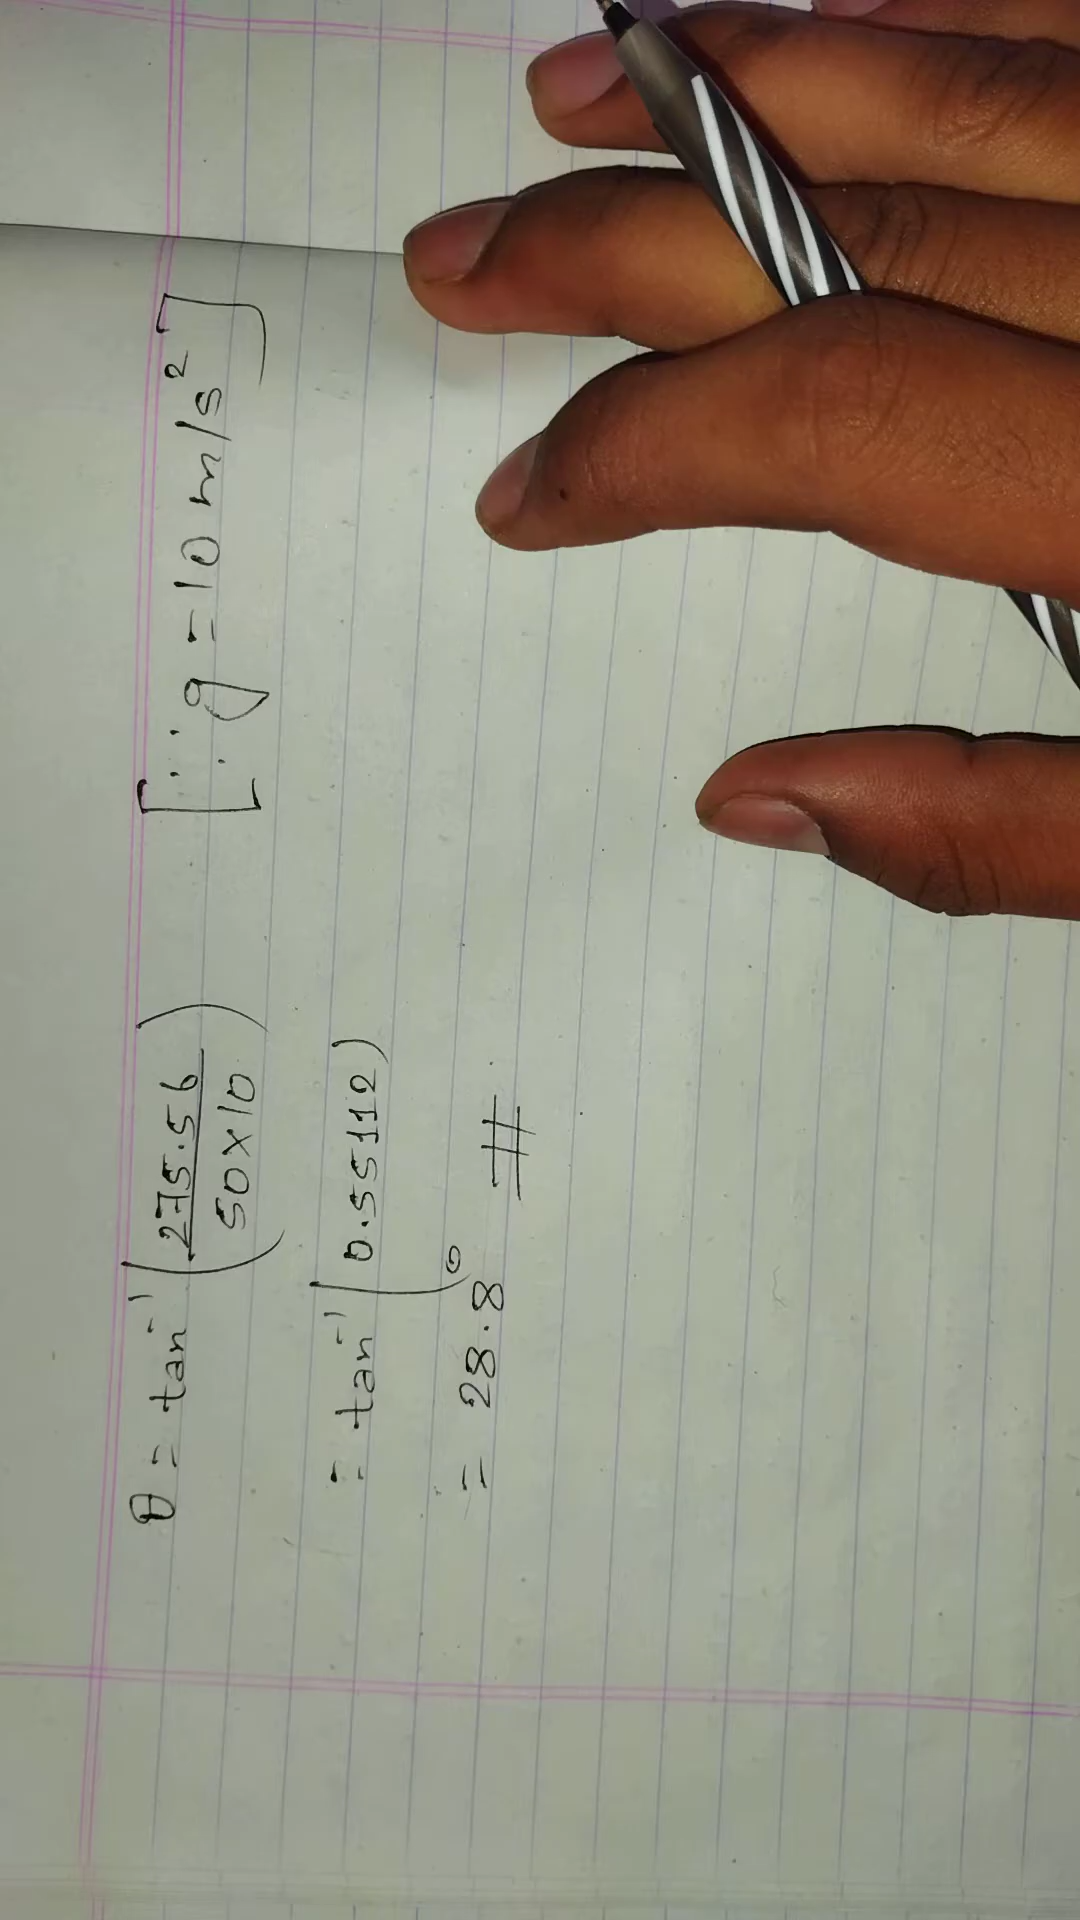 θ = tan⁻¹ (275.56 / 50×10) [∵ g = 10 m/s²]
= tan⁻¹ (0.55112)
= 28.8° #